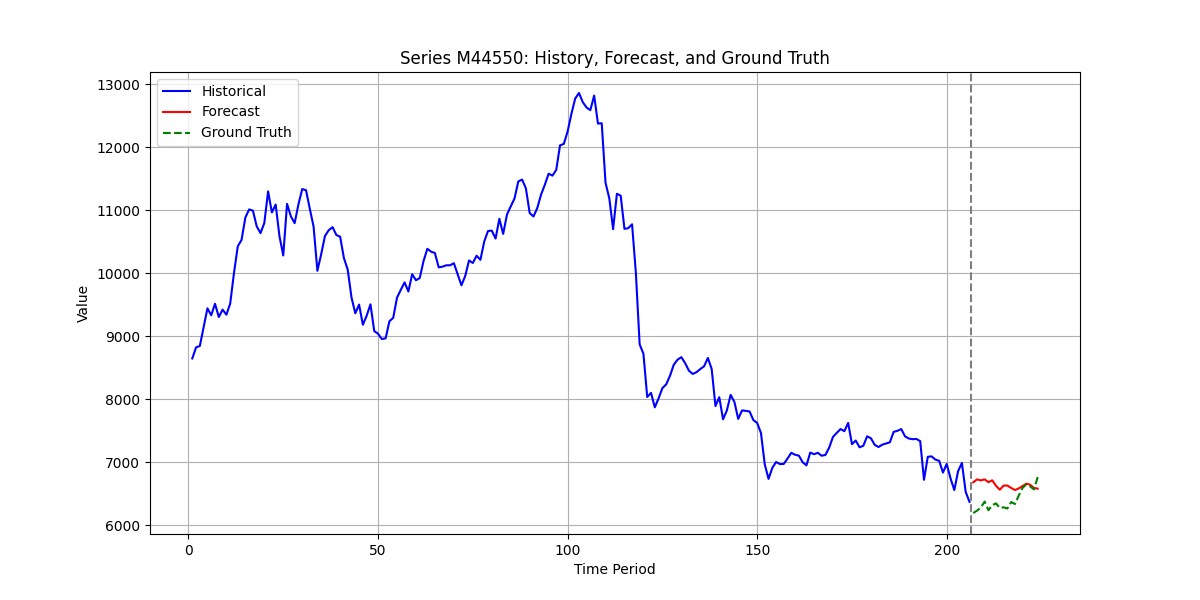 Series M44550: History, Forecast, and Ground Truth
Historical
Forecast
Ground Truth
13000
12000
11000
10000
9000
8000
7000
6000
Value
0
50
100
150
200
Time Period